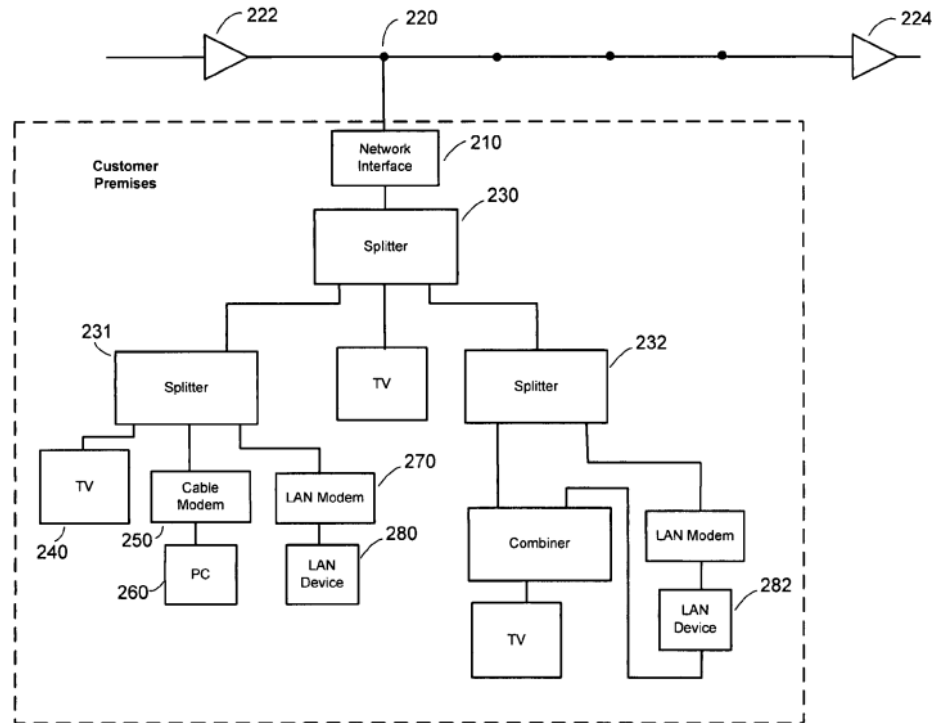 222
220
224
Customer
Premises
Network
Interface
210
230
Splitter
231
232
Splitter
TV
Splitter
TV
240
Cable
Modem
250
LAN Modem
270
PC
260
LAN
Device
280
Combiner
LAN Modem
TV
LAN
Device
282